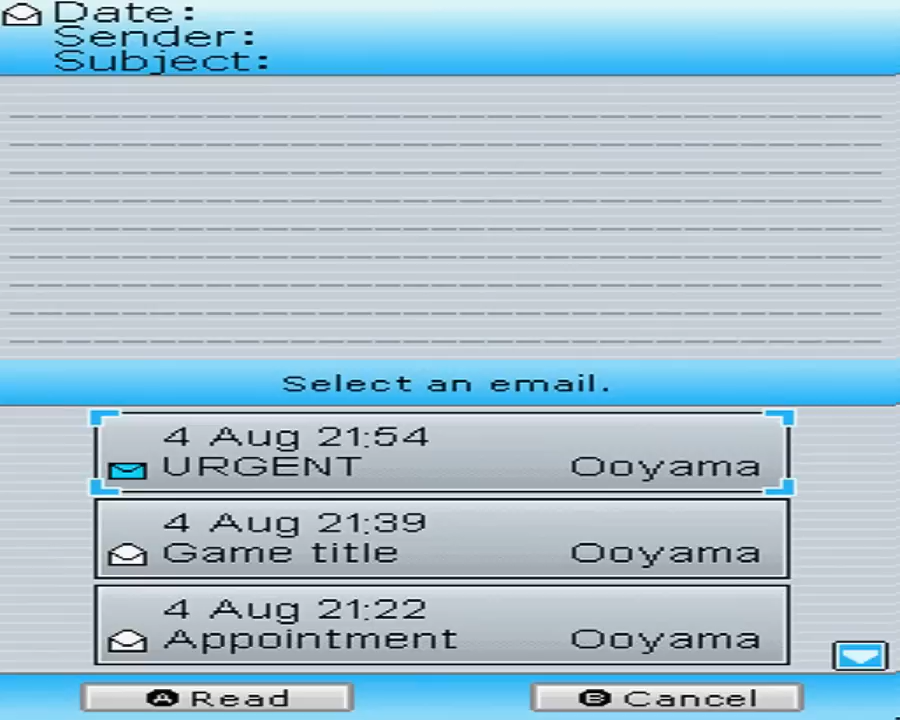 Date:
Sender:
Subject:
Select an email.
4 Aug 21:54
URGENT Ooyama
4 Aug 21:39
Game title Ooyama
4 Aug 21:22
Appointment Ooyama
A Read B Cancel